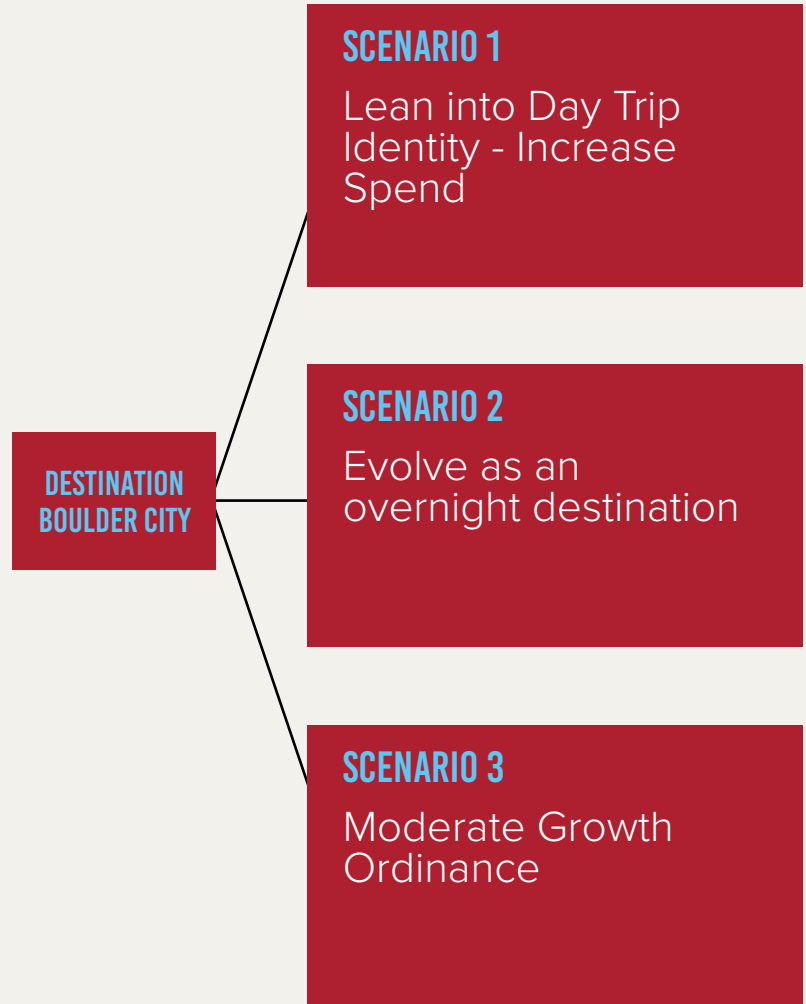 SCENARIO 1
Lean into Day Trip
Identity - Increase
Spend
DESTINATION
BOULDER CITY
SCENARIO 2
Evolve as an
overnight destination
SCENARIO 3
Moderate Growth
Ordinance